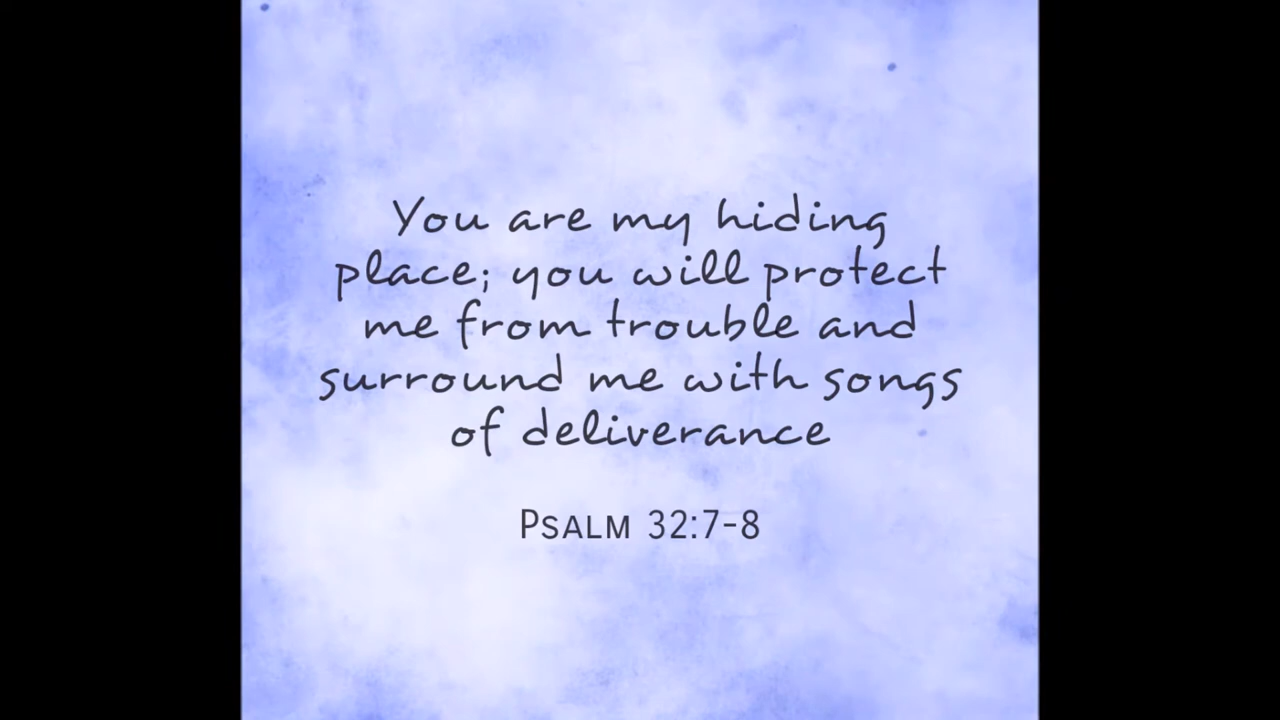 You are my hiding
place; you will protect
me from trouble and
surround me with songs
of deliverance
Psalm 32:7-8